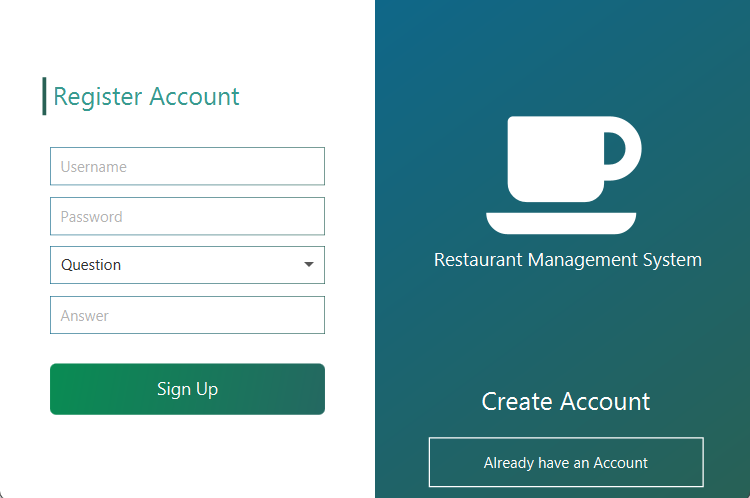 Register Account
Username
Password
Question
Answer
Sign Up
Restaurant Management System
Create Account
Already have an Account